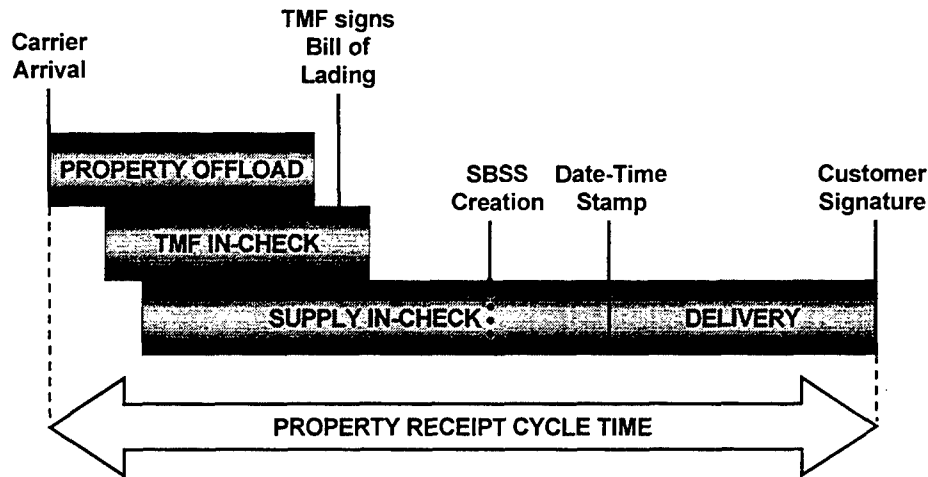 TMF signs
Bill of
Lading
Carrier
Arrival
PROPERTY OFFLOAD
SBSS
Creation
Date-Time
Stamp
Customer
Signature
TMF IN-CHECK
SUPPLY IN-CHECK
DELIVERY
PROPERTY RECEIPT CYCLE TIME